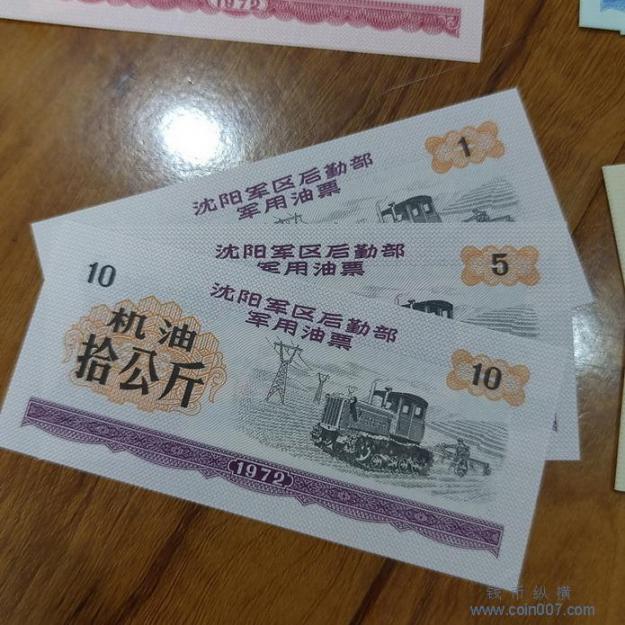 1972
沈阳军区后勤部
军用油票
1
沈阳军区后勤部
军用油票
5
10
沈阳军区后勤部
军用油票
10
机油
拾公斤
1972
钱币纵横
www.coin007.com